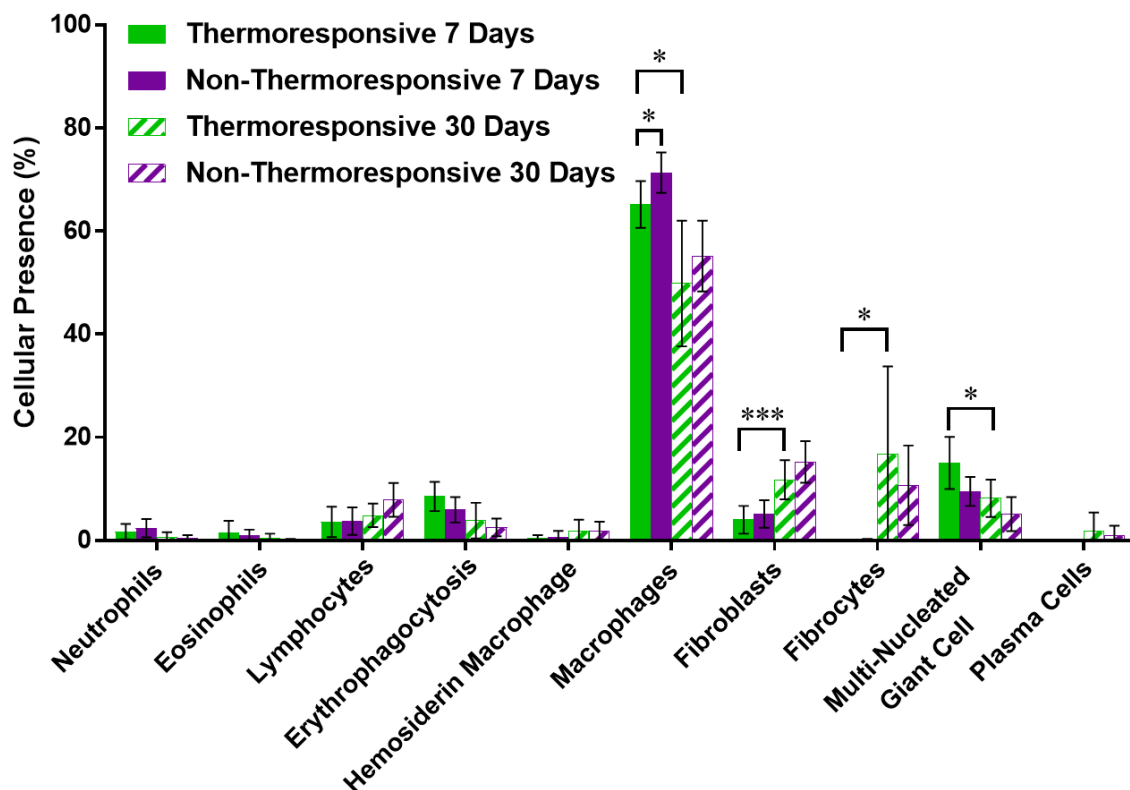 100
80
60
40
20
0
Cellular Presence (%)
Thermoresponsive 7 Days
Non-Thermoresponsive 7 Days
Thermoresponsive 30 Days
Non-Thermoresponsive 30 Days
*
*
*
***
*
Neutrophils
Eosinophils
Lymphocytes
Erythrophagocytosis
Hemosiderin Macrophage
Macrophages
Fibroblasts
Fibrocytes
Multi-Nucleated
Giant Cell
Plasma Cells